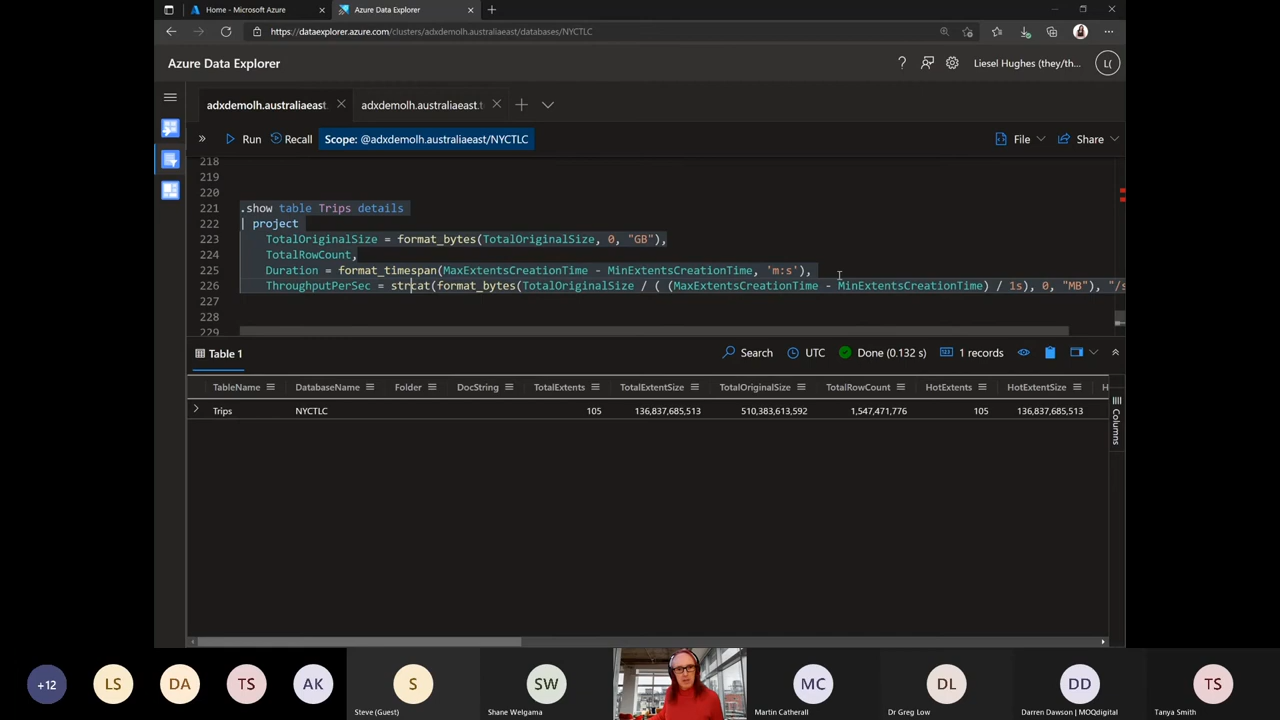 Home - Microsoft Azure
Azure Data Explorer
https://dataexplorer.azure.com/clusters/adxdemolh.australiaeast/databases/NYCTLC
Azure Data Explorer
Liesel Hughes (they/th...
L(
adxdemolh.australiaeast.
adxdemolh.australiaeast.t
Run
Recall
Scope: @adxdemolh.australiaeast/NYCTLC
File
Share
218
219
220
221 .show table Trips details
222 | project
223 TotalOriginalSize = format_bytes(TotalOriginalSize, 0, "GB"),
224 TotalRowCount,
225 Duration = format_timespan(MaxExtentsCreationTime - MinExtentsCreationTime, 'm:s'),
226 ThroughputPerSec = strcat(format_bytes(TotalOriginalSize / ( (MaxExtentsCreationTime - MinExtentsCreationTime) / 1s), 0, "MB"), "/s
227
228
229
Table 1
Search
UTC
Done (0.132 s)
1 records
TableName DatabaseName Folder DocString TotalExtents TotalExtentSize TotalOriginalSize TotalRowCount HotExtents HotExtentSize H
Trips NYCTLC 105 136,837,685,513 510,383,613,592 1,547,471,776 105 136,837,685,513
Columns
+12
LS
DA
TS
AK
S
SW
MC
DL
DD
TS
Steve (Guest)
Shane Welgama
Martin Catherall
Dr Greg Low
Darren Dawson | MOQdigital
Tanya Smith